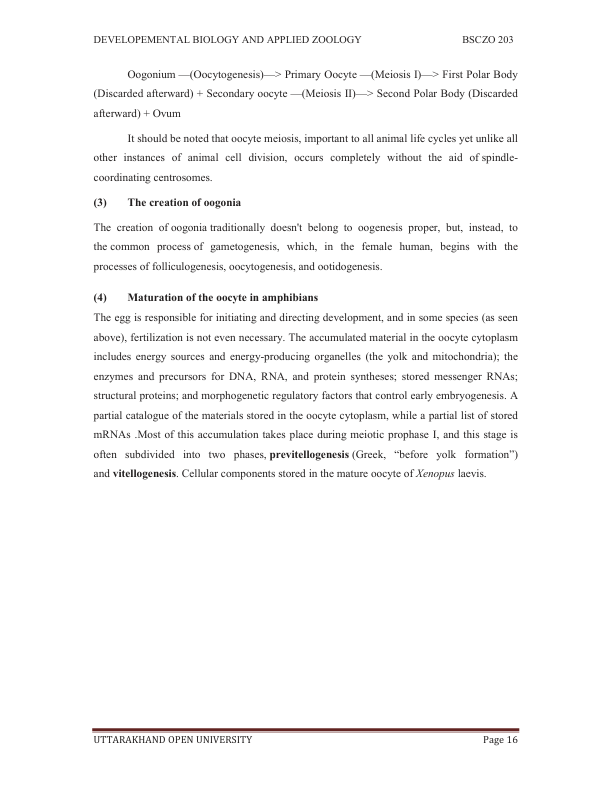 DEVELOPEMENTAL BIOLOGY AND APPLIED ZOOLOGY BSCZO 203
Oogonium —(Oocytogenesis)—> Primary Oocyte —(Meiosis I)—> First Polar Body
(Discarded afterward) + Secondary oocyte —(Meiosis II)—> Second Polar Body (Discarded
afterward) + Ovum
It should be noted that oocyte meiosis, important to all animal life cycles yet unlike all
other instances of animal cell division, occurs completely without the aid of spindle-
coordinating centrosomes.
(3) The creation of oogonia
The creation of oogonia traditionally doesn't belong to oogenesis proper, but, instead, to
the common process of gametogenesis, which, in the female human, begins with the
processes of folliculogenesis, oocytogenesis, and ootidogenesis.
(4) Maturation of the oocyte in amphibians
The egg is responsible for initiating and directing development, and in some species (as seen
above), fertilization is not even necessary. The accumulated material in the oocyte cytoplasm
includes energy sources and energy-producing organelles (the yolk and mitochondria); the
enzymes and precursors for DNA, RNA, and protein syntheses; stored messenger RNAs;
structural proteins; and morphogenetic regulatory factors that control early embryogenesis. A
partial catalogue of the materials stored in the oocyte cytoplasm, while a partial list of stored
mRNAs .Most of this accumulation takes place during meiotic prophase I, and this stage is
often subdivided into two phases, previtellogenesis (Greek, “before yolk formation”)
and vitellogenesis. Cellular components stored in the mature oocyte of Xenopus laevis.
UTTARAKHAND OPEN UNIVERSITY Page 16